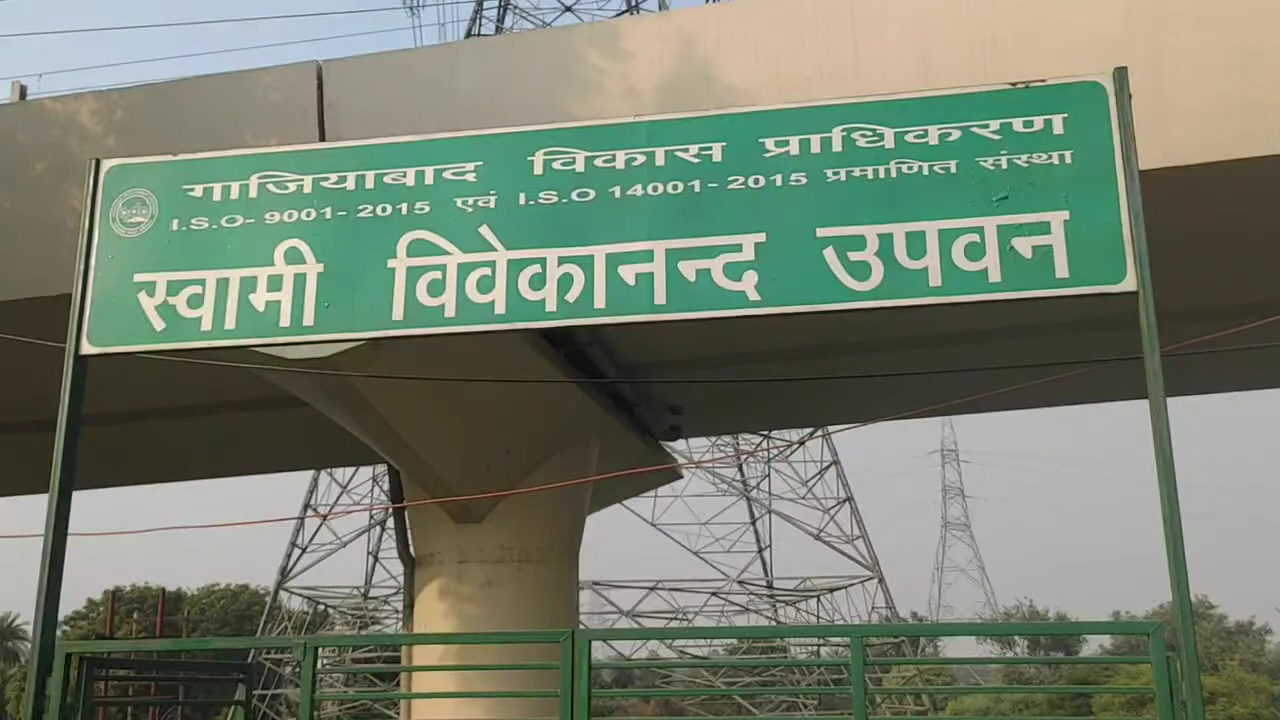 गाजियाबाद विकास प्राधिकरण
I.S.O- 9001- 2015 एवं I.S.O 14001- 2015 प्रमाणित संस्था
स्वामी विवेकानन्द उपवन